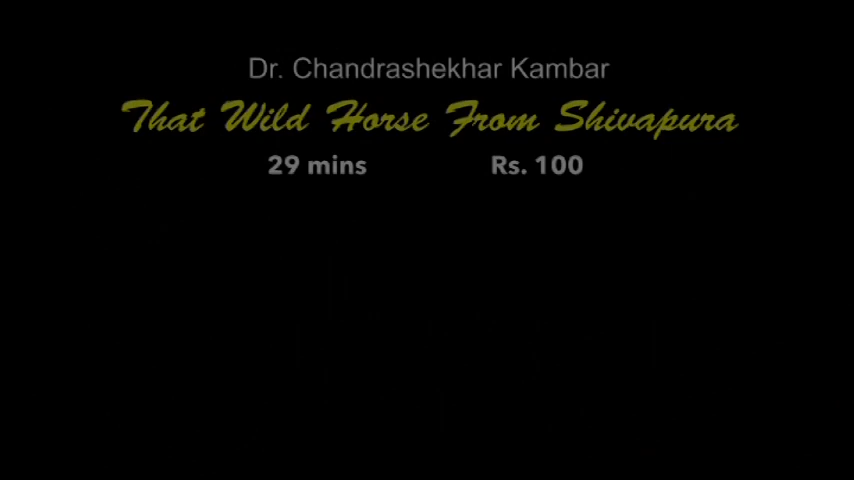 Dr. Chandrashekhar Kambar
That Wild Horse From Shivapura
29 mins Rs. 100